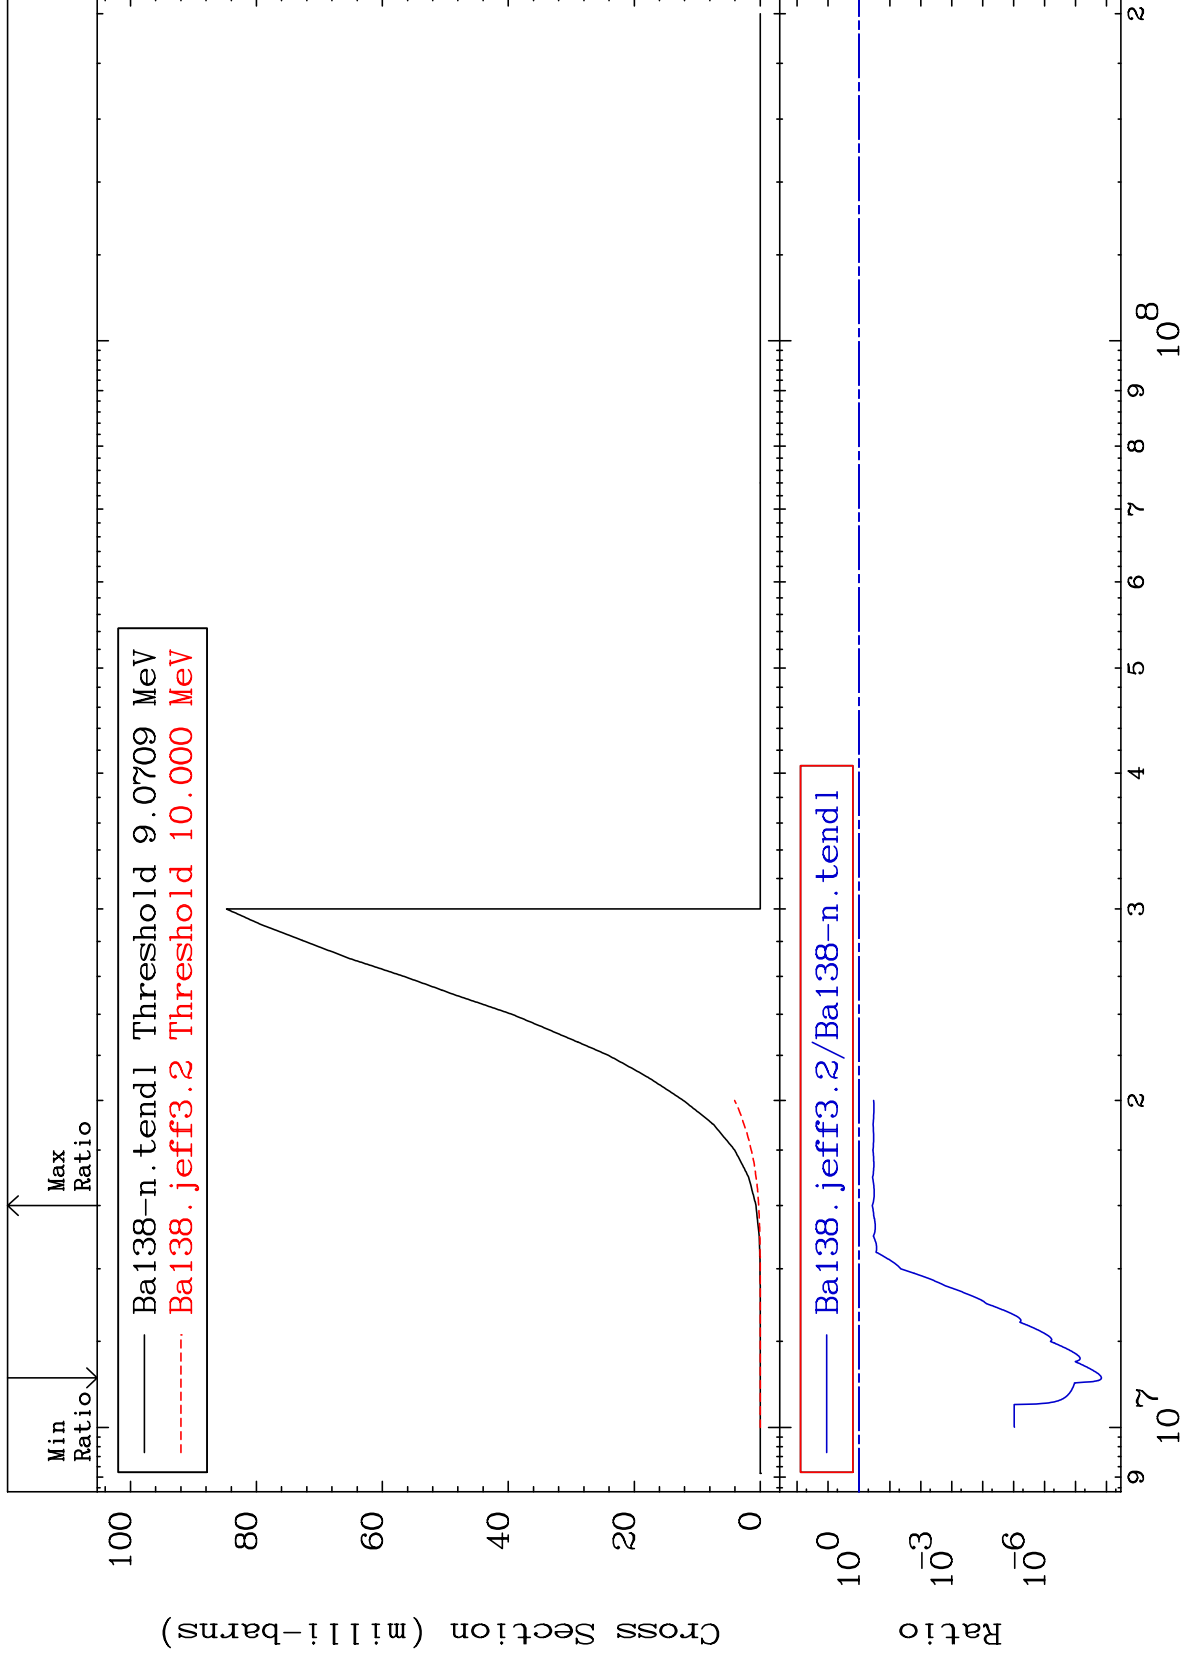 Min
Ratio
Max
Ratio
Ba138-n.tendl Threshold 9.0709 MeV
Ba138.jeff3.2 Threshold 10.000 MeV
100
80
60
40
20
0
Cross Section (milli-barns)
Ba138.jeff3.2/Ba138-n.tendl
10^0
10^-3
10^-6
Ratio
9
10^7
2
3
4
5
6
7
8
9
10^8
2